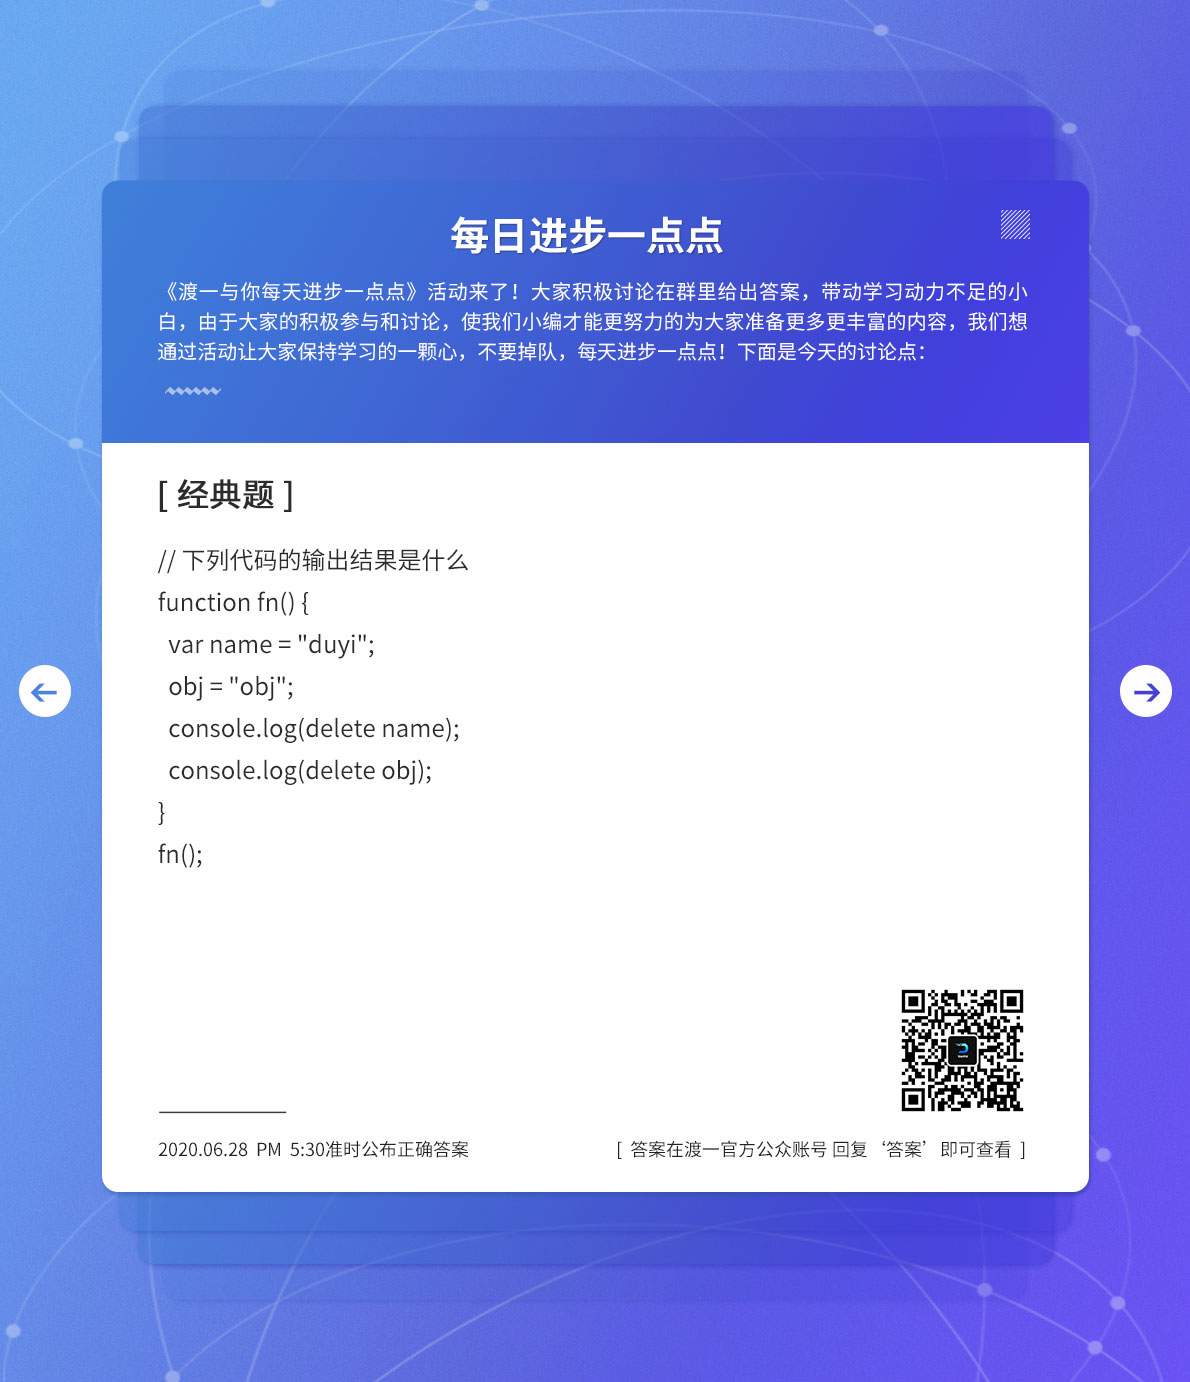 每日进步一点点
《渡一与你每天进步一点点》活动来了！大家积极讨论在群里给出答案，带动学习动力不足的小
白，由于大家的积极参与和讨论，使我们小编才能更努力的为大家准备更多更丰富的内容，我们想
通过活动让大家保持学习的一颗心，不要掉队，每天进步一点点！下面是今天的讨论点：
[ 经典题 ]
// 下列代码的输出结果是什么
function fn() {
  var name = "duyi";
  obj = "obj";
  console.log(delete name);
  console.log(delete obj);
}
fn();
2020.06.28 PM 5:30准时公布正确答案
[ 答案在渡一官方公众账号 回复 ‘答案’ 即可查看 ]